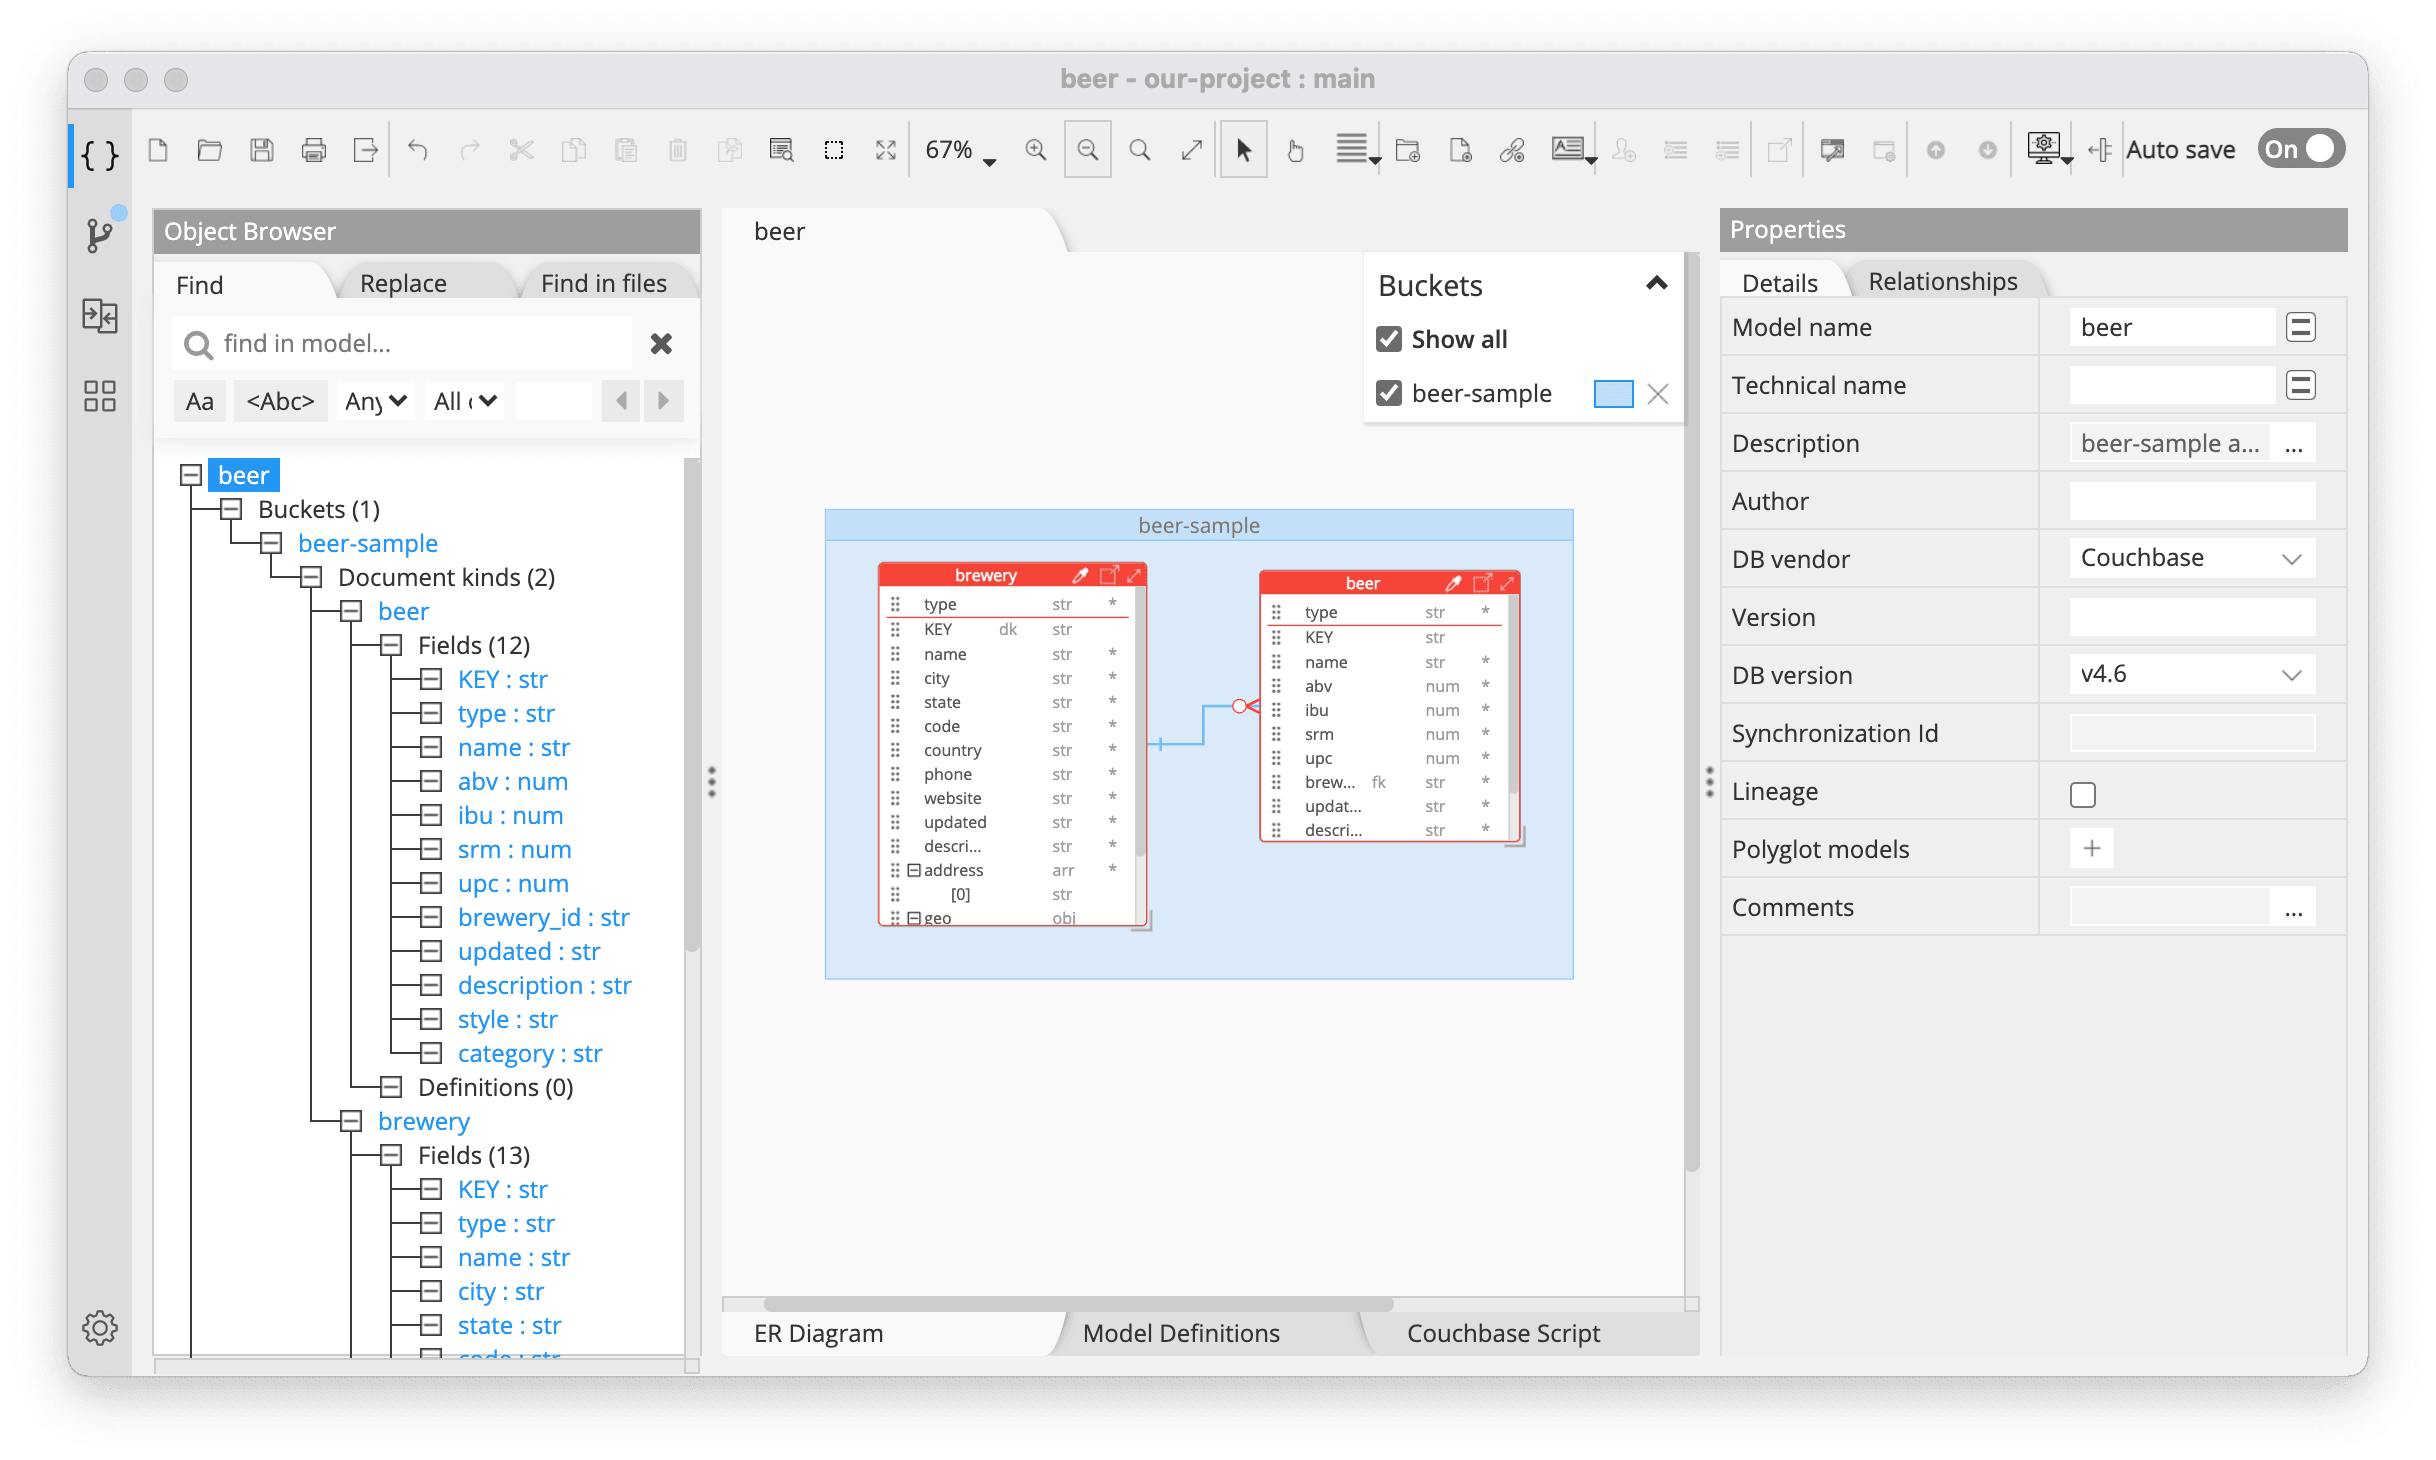 beer - our-project : main
{ }
67%
Auto save
On
Object Browser
Find
Replace
Find in files
find in model...
Aa
<Abc>
Any
All
beer
Buckets (1)
beer-sample
Document kinds (2)
beer
Fields (12)
KEY : str
type : str
name : str
abv : num
ibu : num
srm : num
upc : num
brewery_id : str
updated : str
description : str
style : str
category : str
Definitions (0)
brewery
Fields (13)
KEY : str
type : str
name : str
city : str
state : str
code : str
beer
Buckets
Show all
beer-sample
beer-sample
brewery
type str *
KEY dk str
name str *
city str *
state str *
code str *
country str *
phone str *
website str *
updated str *
descri... str *
address arr *
[0] str
geo obj
beer
type str *
KEY str
name str *
abv num *
ibu num *
srm num *
upc num *
brew... fk str *
updat... str *
descri... str *
ER Diagram
Model Definitions
Couchbase Script
Properties
Details
Relationships
Model name beer
Technical name
Description beer-sample a... ...
Author
DB vendor Couchbase
Version
DB version v4.6
Synchronization Id
Lineage
Polyglot models +
Comments ...